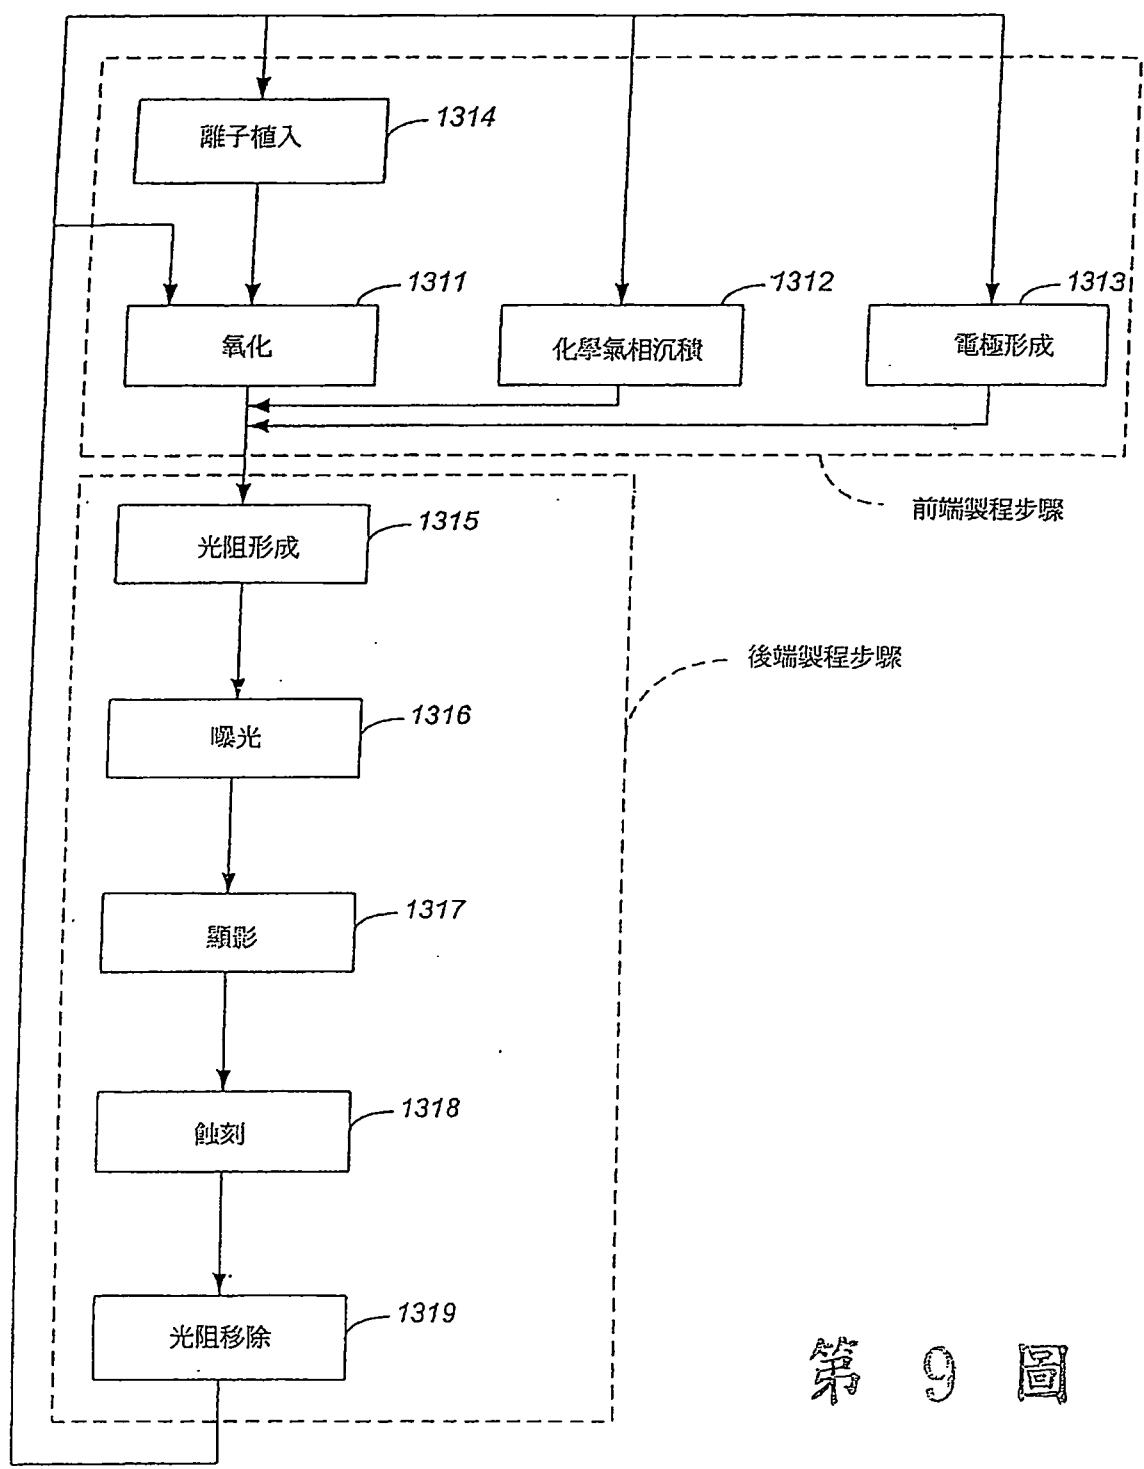 離子植入
1314
氧化
1311
化學氣相沉積
1312
電極形成
1313
前端製程步驟
光阻形成
1315
後端製程步驟
曝光
1316
顯影
1317
蝕刻
1318
光阻移除
1319
第 9 圖